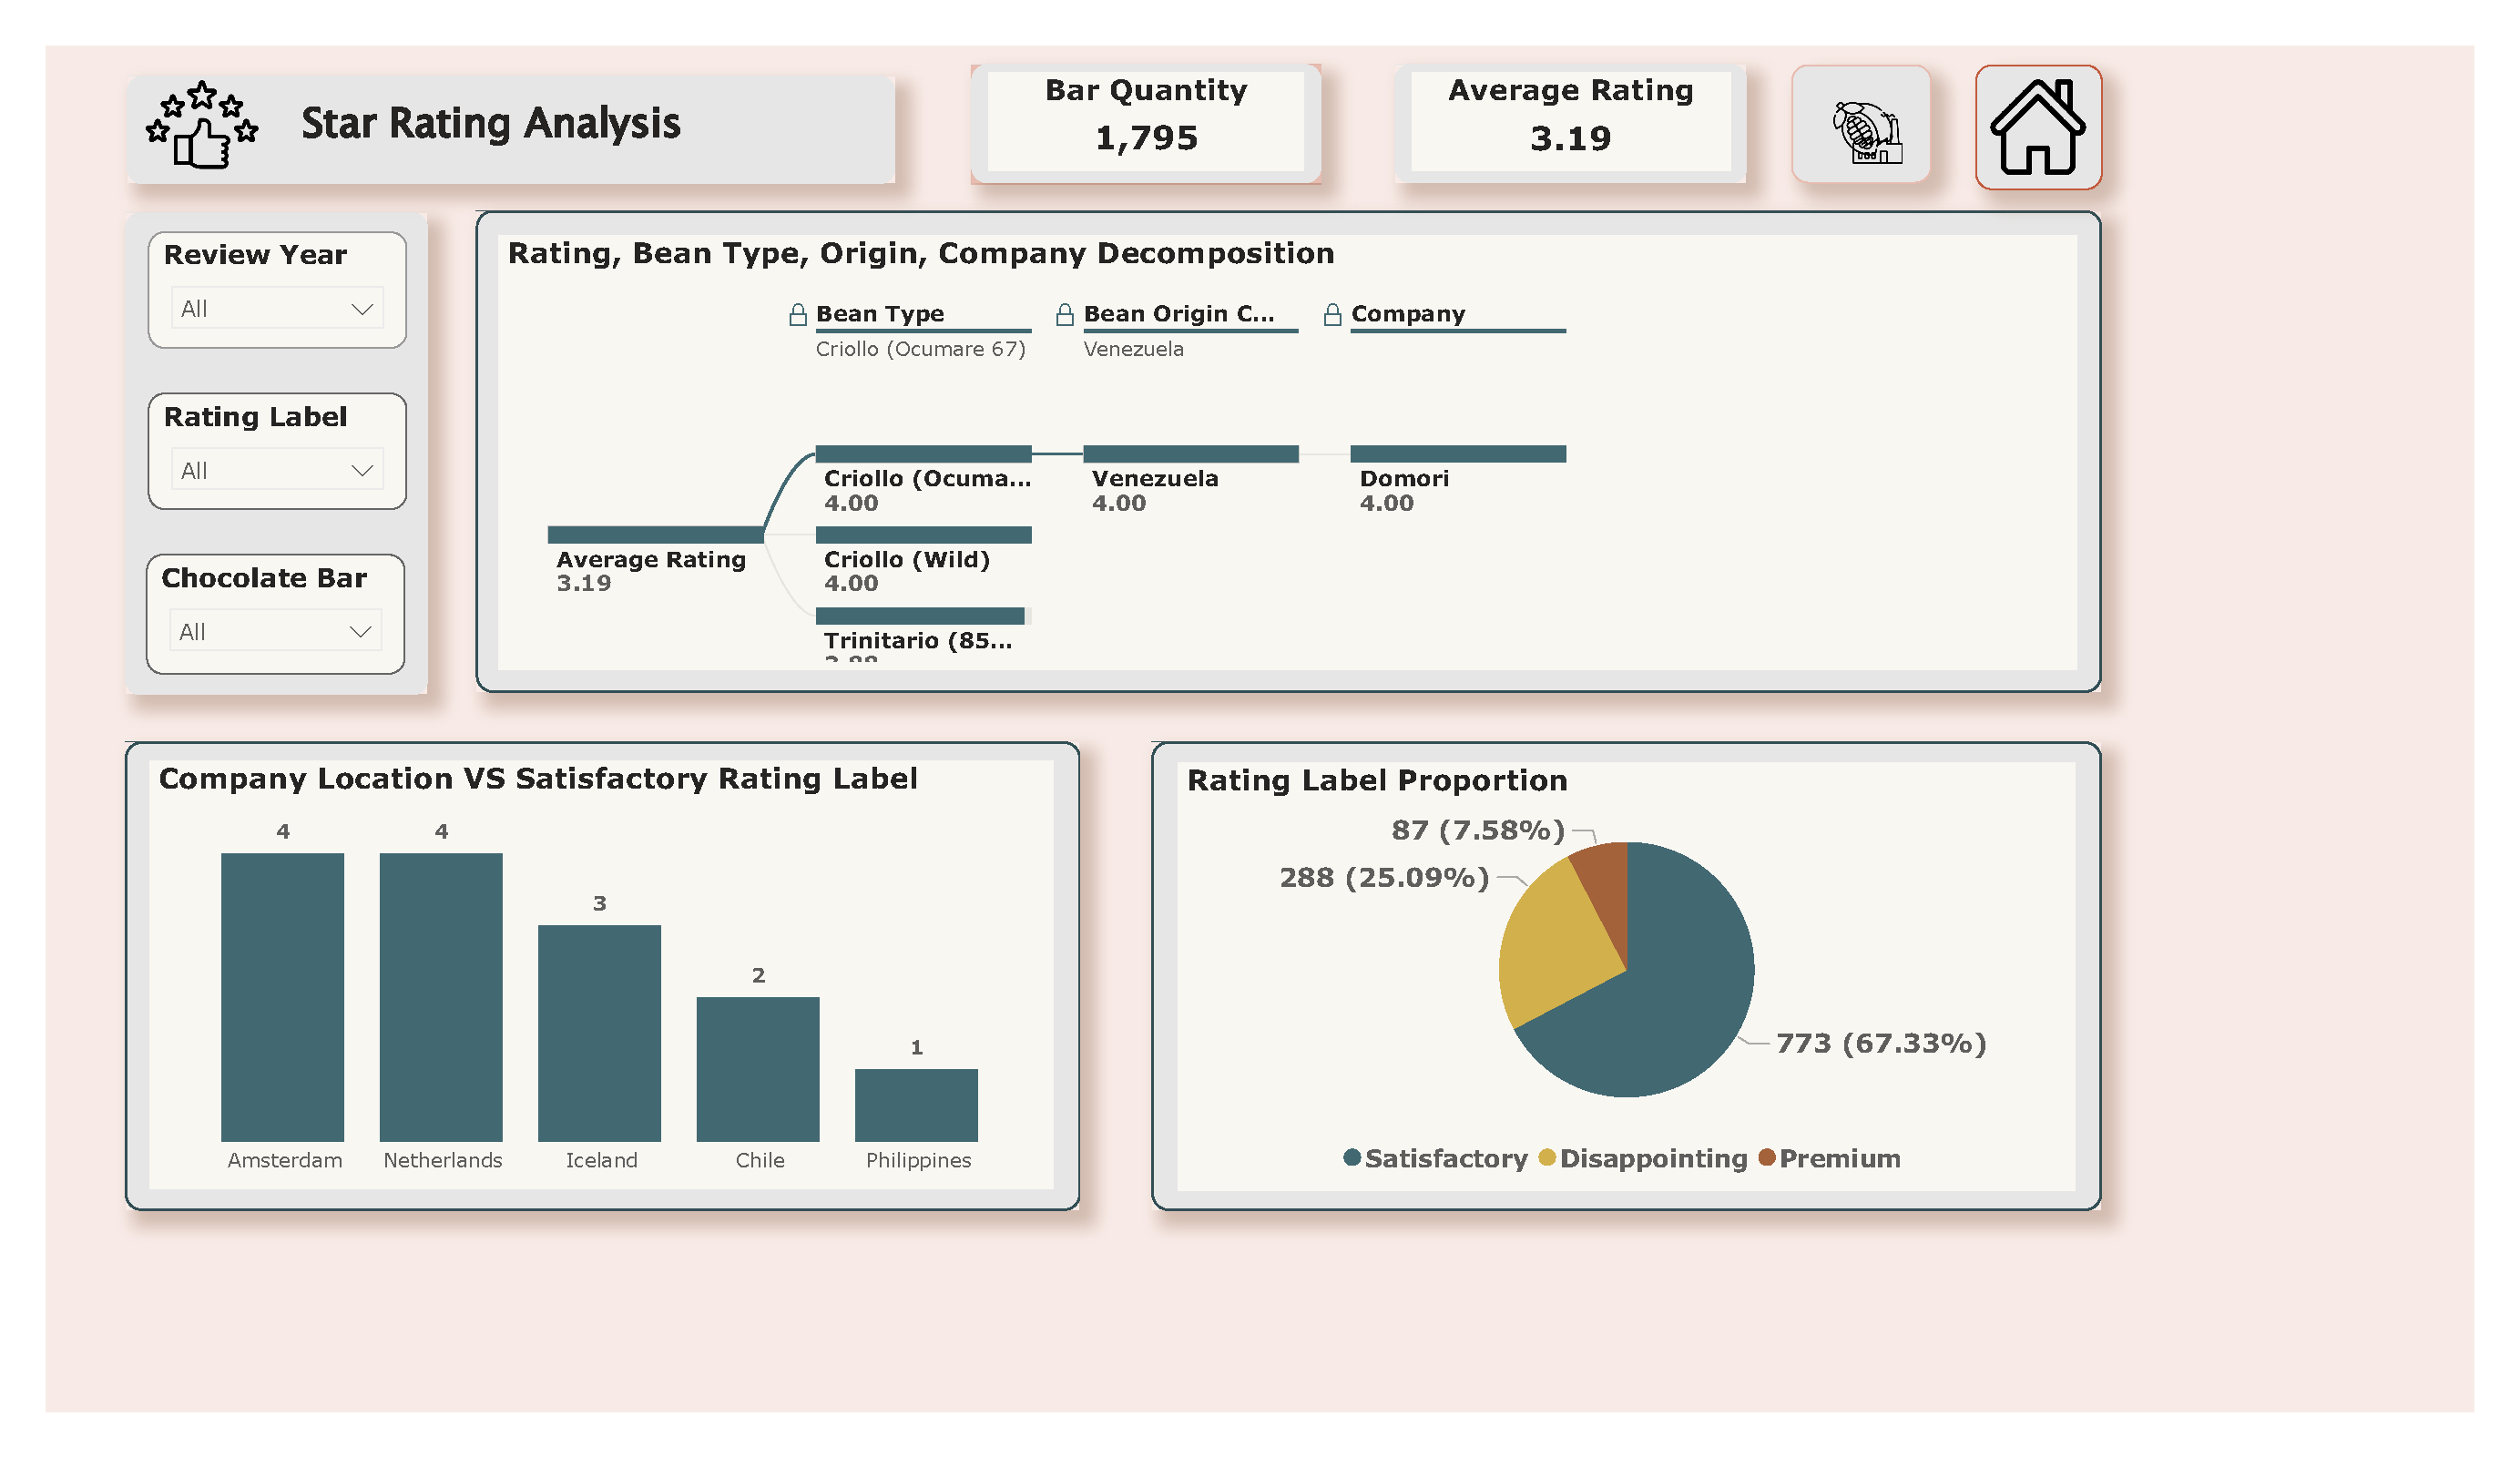 Star Rating Analysis
Bar Quantity
1,795
Average Rating
3.19
Review Year
All
Rating Label
All
Chocolate Bar
All
Rating, Bean Type, Origin, Company Decomposition
Bean Type
Bean Origin C...
Company
Criollo (Ocumare 67)
Venezuela
Criollo (Ocuma...
4.00
Venezuela
4.00
Domori
4.00
Average Rating
3.19
Criollo (Wild)
4.00
Trinitario (85...
Company Location VS Satisfactory Rating Label
4
4
3
2
1
Amsterdam
Netherlands
Iceland
Chile
Philippines
Rating Label Proportion
87 (7.58%)
288 (25.09%)
773 (67.33%)
Satisfactory
Disappointing
Premium